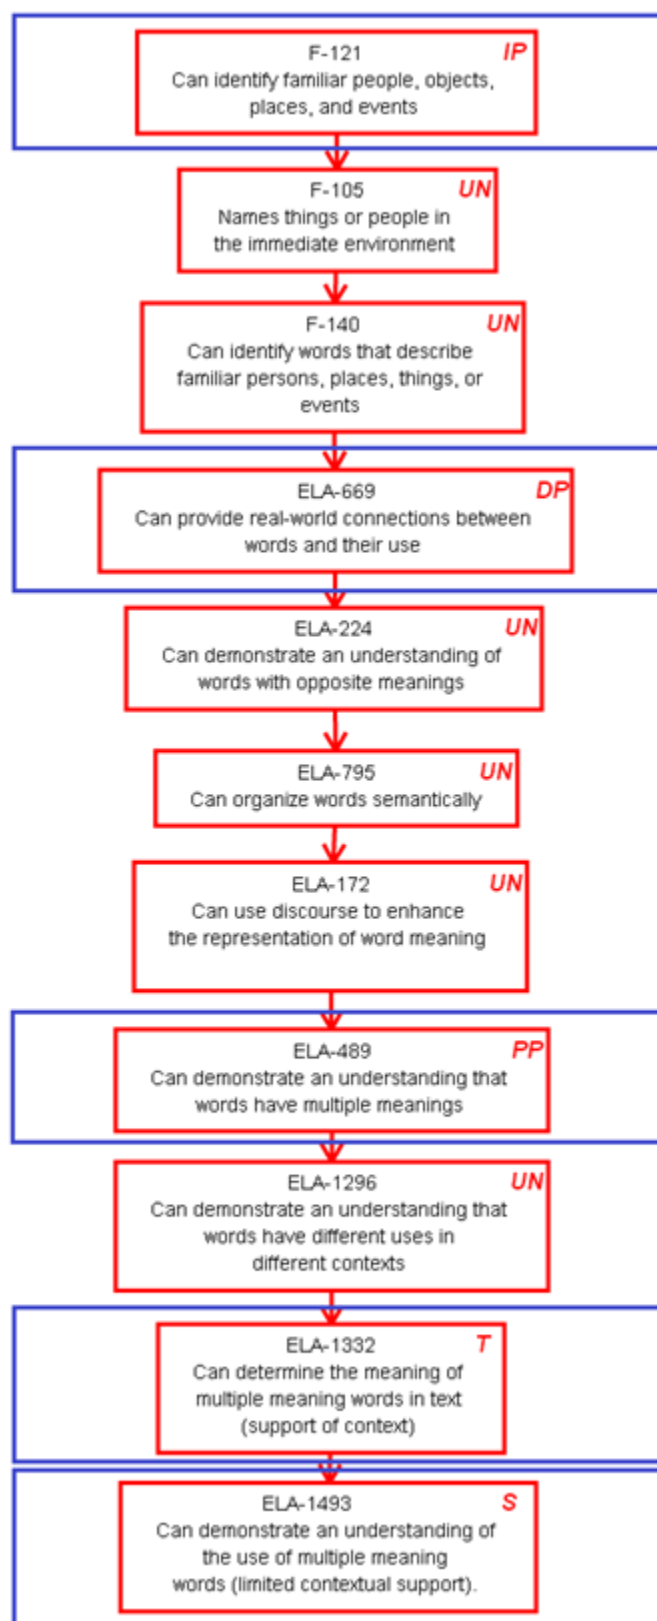 F-121 IP
Can identify familiar people, objects,
places, and events
F-105 UN
Names things or people in
the immediate environment
F-140 UN
Can identify words that describe
familiar persons, places, things, or
events
ELA-669 DP
Can provide real-world connections between
words and their use
ELA-224 UN
Can demonstrate an understanding of
words with opposite meanings
ELA-795 UN
Can organize words semantically
ELA-172 UN
Can use discourse to enhance
the representation of word meaning
ELA-489 PP
Can demonstrate an understanding that
words have multiple meanings
ELA-1296 UN
Can demonstrate an understanding that
words have different uses in
different contexts
ELA-1332 T
Can determine the meaning of
multiple meaning words in text
(support of context)
ELA-1493 S
Can demonstrate an understanding of
the use of multiple meaning
words (limited contextual support).